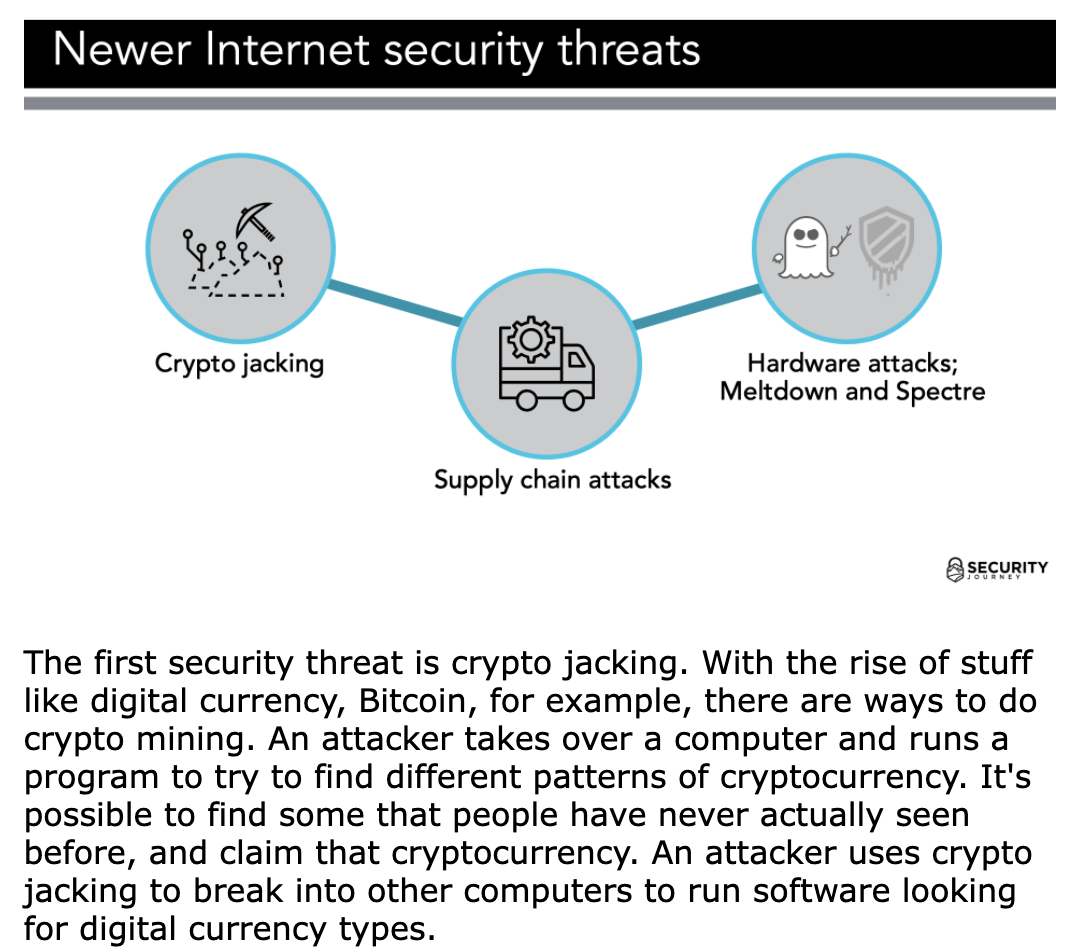 Newer Internet security threats
Crypto jacking
Supply chain attacks
Hardware attacks;
Meltdown and Spectre
SECURITY
JOURNEY
The first security threat is crypto jacking. With the rise of stuff
like digital currency, Bitcoin, for example, there are ways to do
crypto mining. An attacker takes over a computer and runs a
program to try to find different patterns of cryptocurrency. It's
possible to find some that people have never actually seen
before, and claim that cryptocurrency. An attacker uses crypto
jacking to break into other computers to run software looking
for digital currency types.